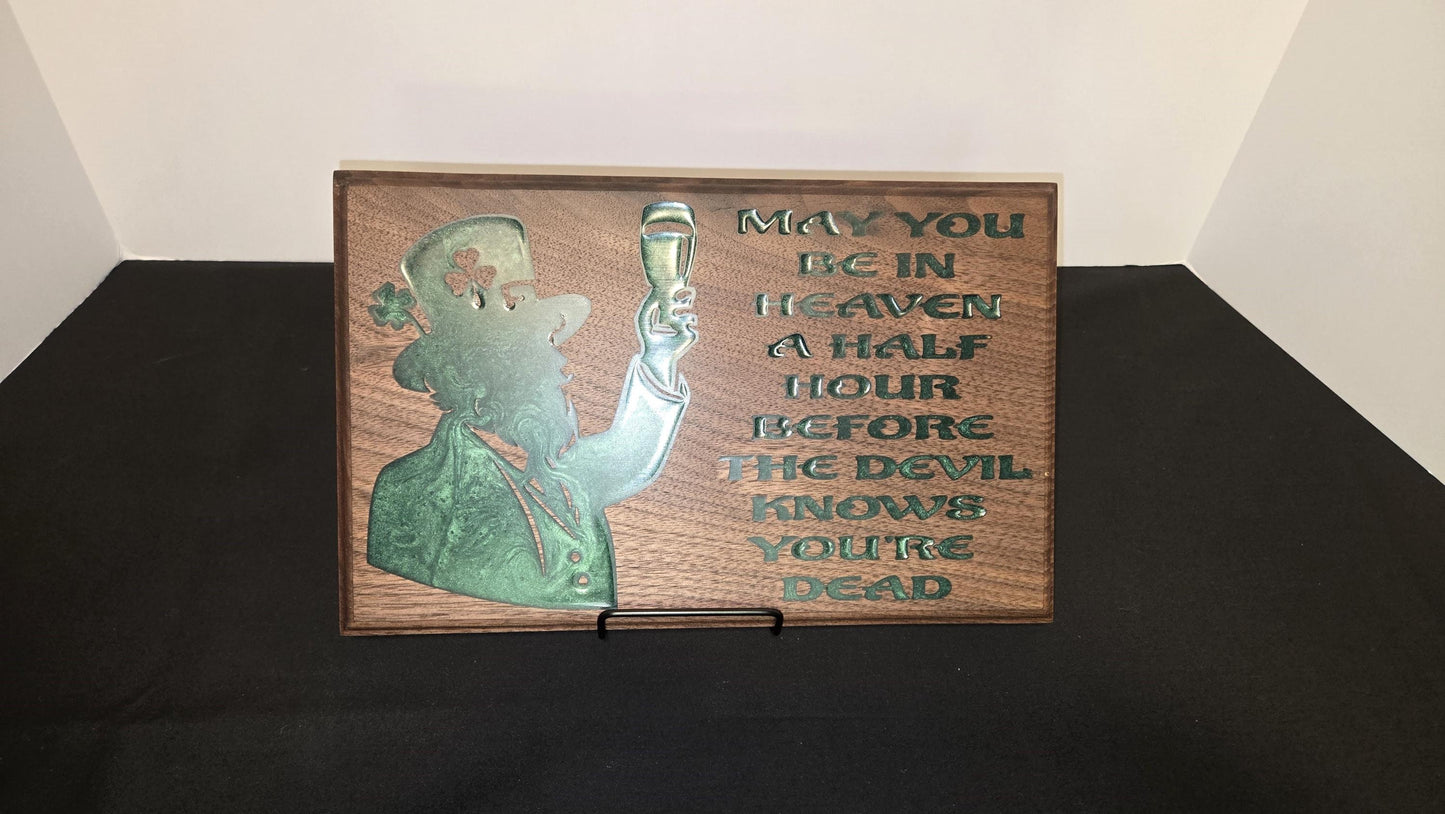 MAY YOU
BE IN
HEAVEN
A HALF
HOUR
BEFORE
THE DEVIL
KNOWS
YOU'RE
DEAD